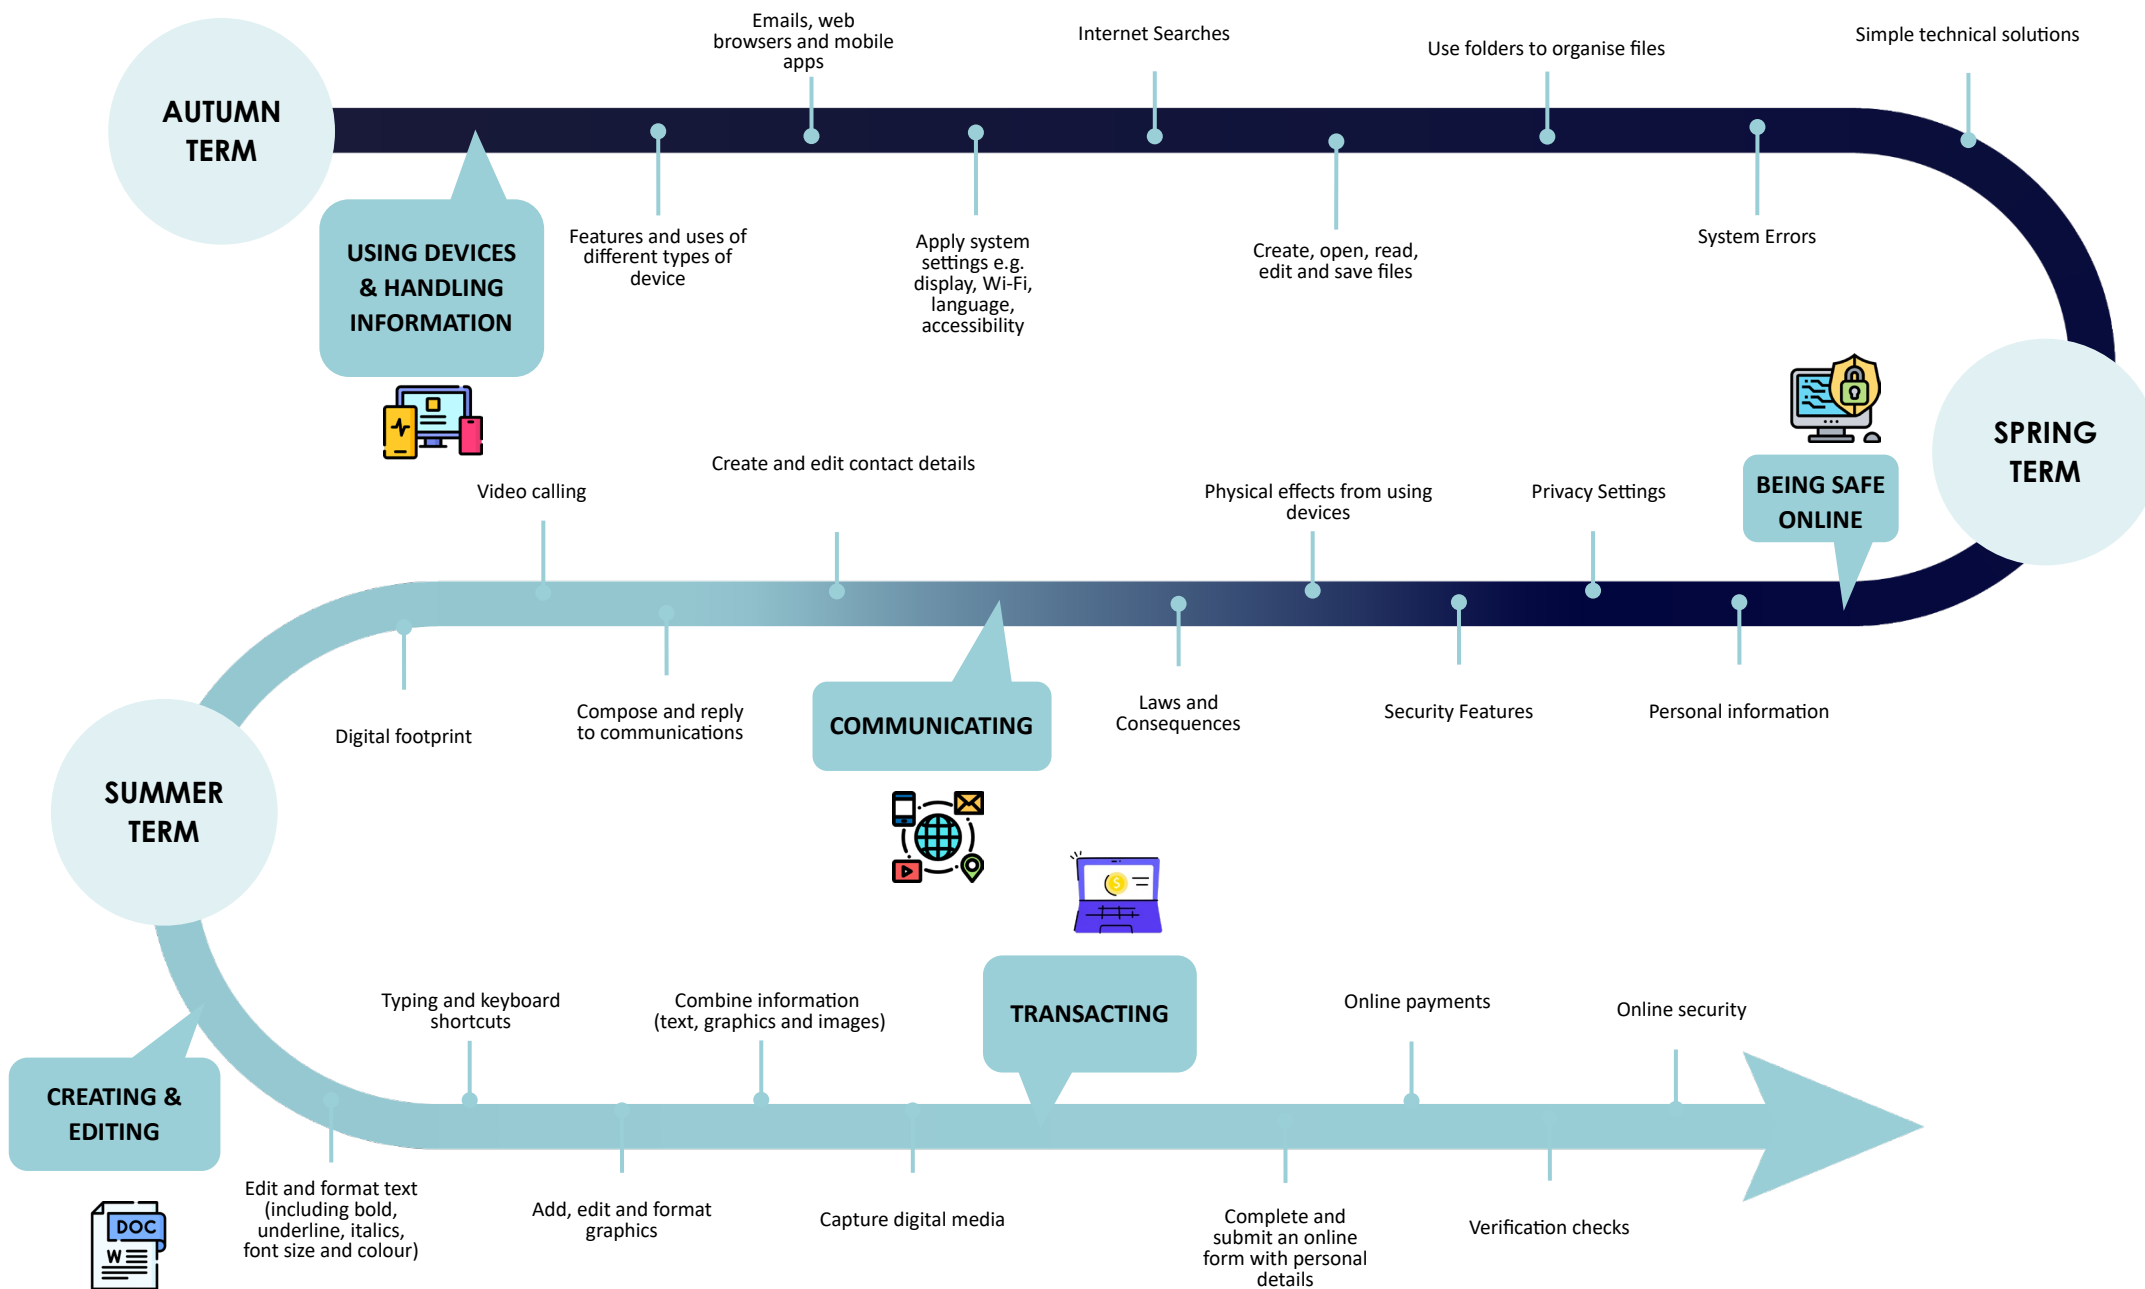 AUTUMN
TERM
USING DEVICES
& HANDLING
INFORMATION
Features and uses of
different types of
device
Emails, web
browsers and mobile
apps
Apply system
settings e.g.
display, Wi-Fi,
language,
accessibility
Internet Searches
Create, open, read,
edit and save files
Use folders to organise files
System Errors
Simple technical solutions
SPRING
TERM
BEING SAFE
ONLINE
Personal information
Privacy Settings
Security Features
Physical effects from using
devices
Laws and
Consequences
COMMUNICATING
Create and edit contact details
Compose and reply
to communications
Video calling
Digital footprint
SUMMER
TERM
CREATING &
EDITING
DOC
W
Edit and format text
(including bold,
underline, italics,
font size and colour)
Typing and keyboard
shortcuts
Add, edit and format
graphics
Combine information
(text, graphics and images)
Capture digital media
TRANSACTING
Complete and
submit an online
form with personal
details
Online payments
Verification checks
Online security